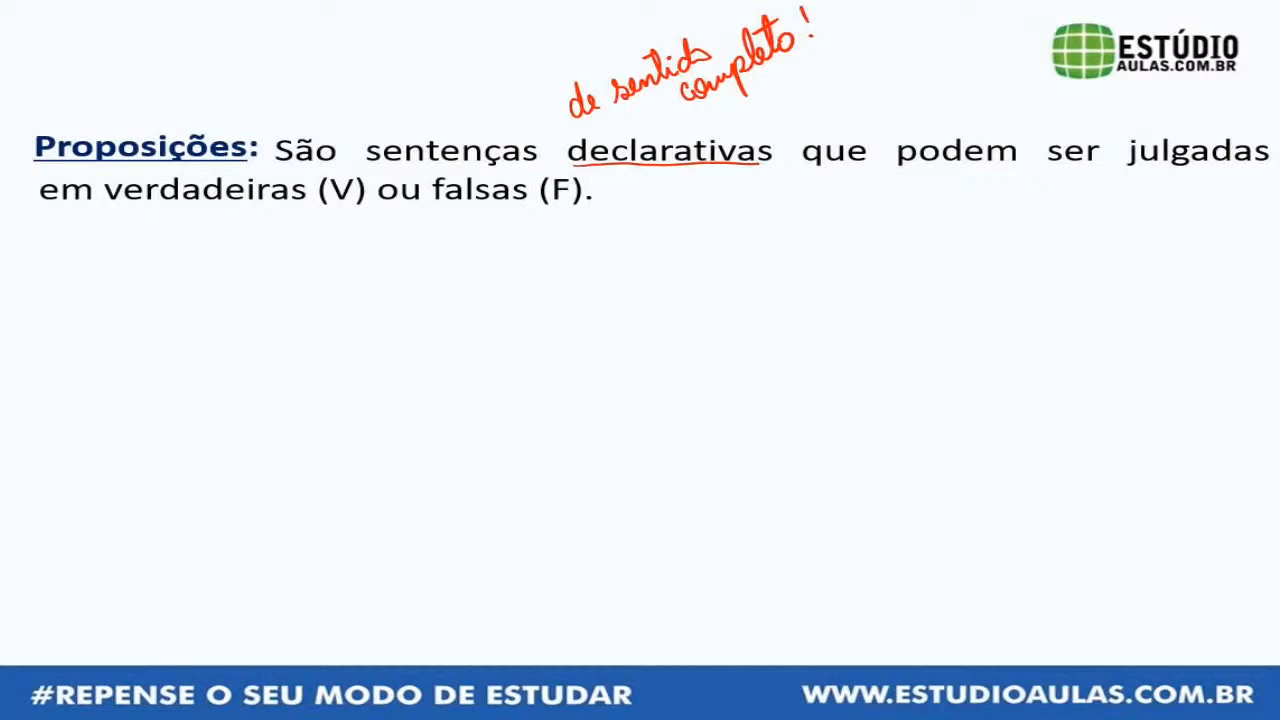 de sentido
completo!
ESTÚDIO
AULAS.COM.BR
Proposições: São sentenças declarativas que podem ser julgadas
em verdadeiras (V) ou falsas (F).
#REPENSE O SEU MODO DE ESTUDAR
WWW.ESTUDIOAULAS.COM.BR